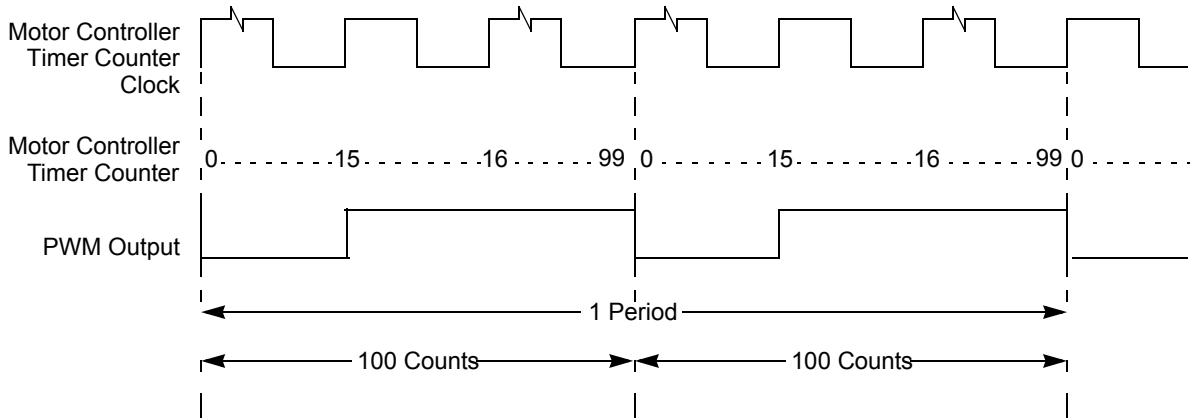 Motor Controller
Timer Counter
Clock
Motor Controller
Timer Counter
0 15 16 99 0 15 16 99 0
PWM Output
1 Period
100 Counts 100 Counts